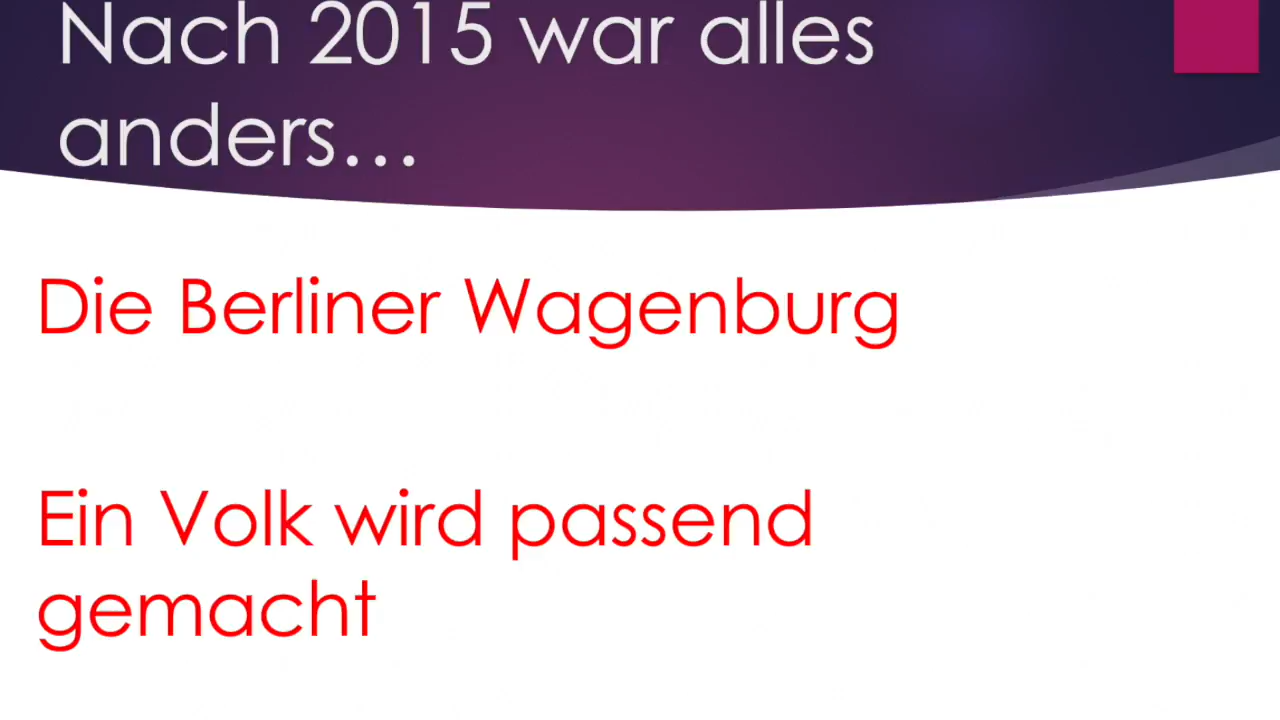 Nach 2015 war alles
anders...
Die Berliner Wagenburg
Ein Volk wird passend
gemacht